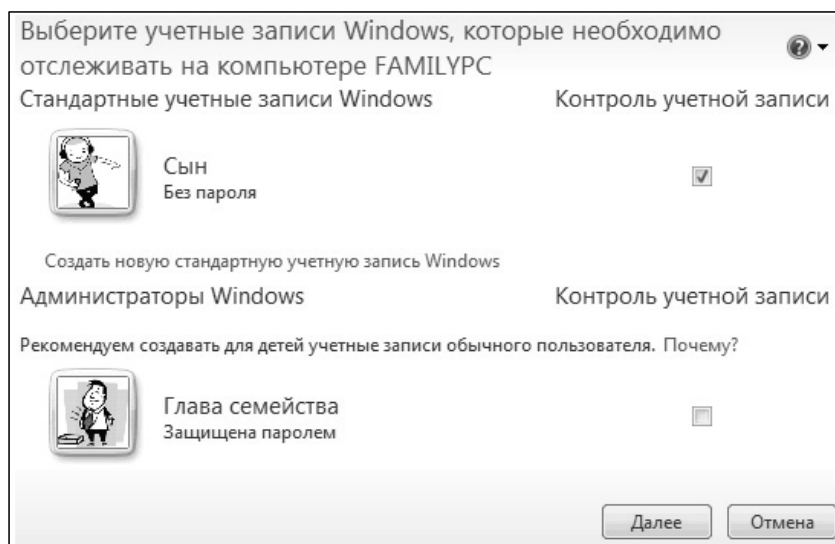 Выберите учетные записи Windows, которые необходимо
отслеживать на компьютере FAMILYPC
Стандартные учетные записи Windows Контроль учетной записи
Сын
Без пароля
Создать новую стандартную учетную запись Windows
Администраторы Windows Контроль учетной записи
Рекомендуем создавать для детей учетные записи обычного пользователя. Почему?
Глава семейства
Защищена паролем
Далее Отмена